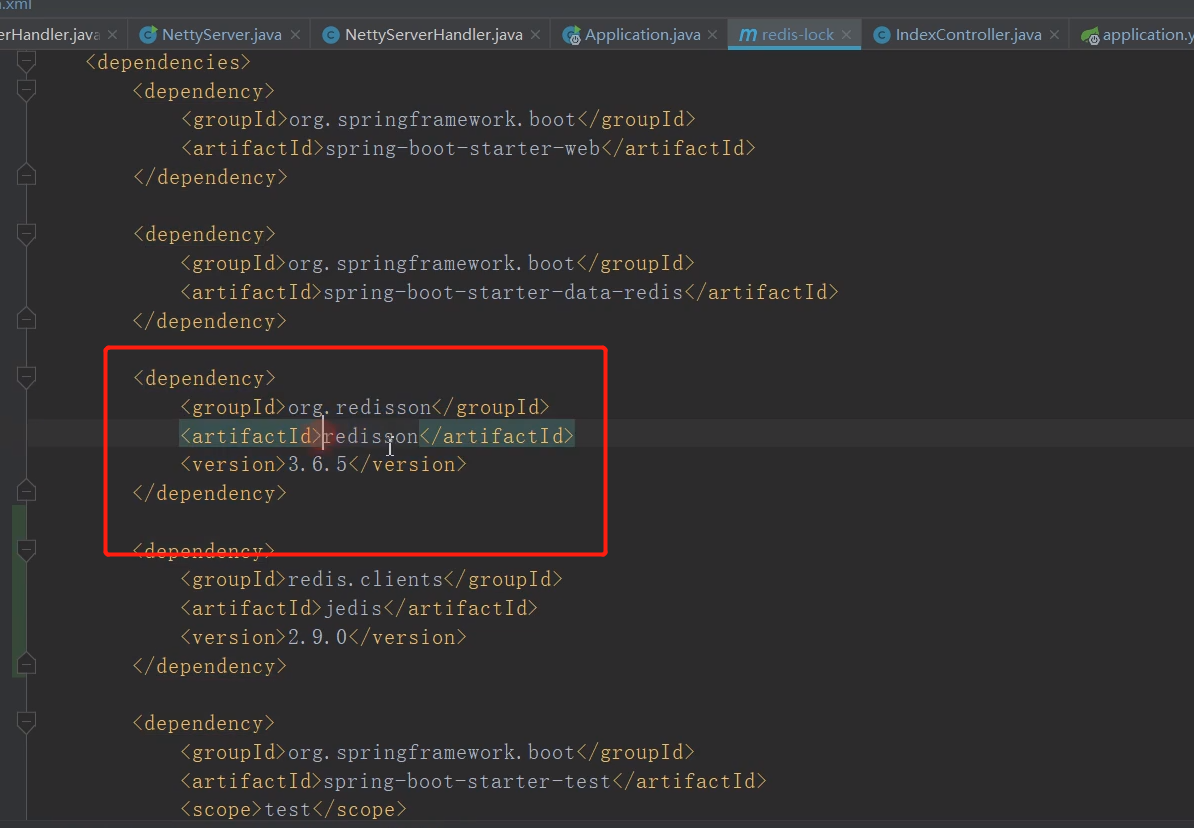 .xml
erHandler.java
NettyServer.java
NettyServerHandler.java
Application.java
redis-lock
IndexController.java
application.y
<dependencies>
<dependency>
<groupId>org.springframework.boot</groupId>
<artifactId>spring-boot-starter-web</artifactId>
</dependency>
<dependency>
<groupId>org.springframework.boot</groupId>
<artifactId>spring-boot-starter-data-redis</artifactId>
</dependency>
<dependency>
<groupId>org.redisson</groupId>
<artifactId>redisson</artifactId>
<version>3.6.5</version>
</dependency>
<dependency>
<groupId>redis.clients</groupId>
<artifactId>jedis</artifactId>
<version>2.9.0</version>
</dependency>
<dependency>
<groupId>org.springframework.boot</groupId>
<artifactId>spring-boot-starter-test</artifactId>
<scope>test</scope>